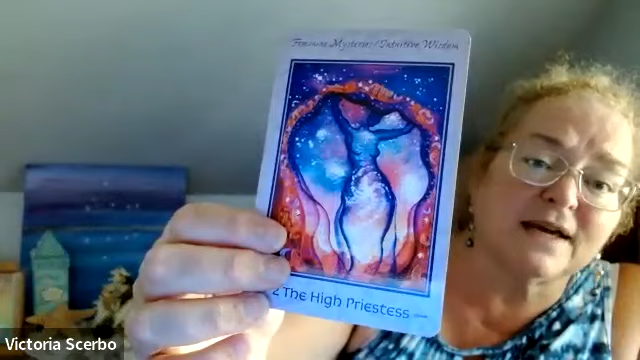 Feminine Mysteries/Intuitive Wisdom
2 The High Priestess
Victoria Scerbo